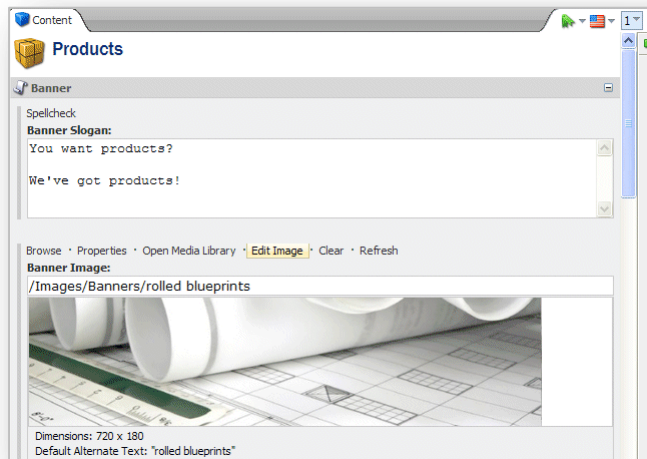 Content
1
Products
Banner
Spellcheck
Banner Slogan:
You want products?
We've got products!
Browse · Properties · Open Media Library · Edit Image · Clear · Refresh
Banner Image:
/Images/Banners/rolled blueprints
Dimensions: 720 x 180
Default Alternate Text: "rolled blueprints"